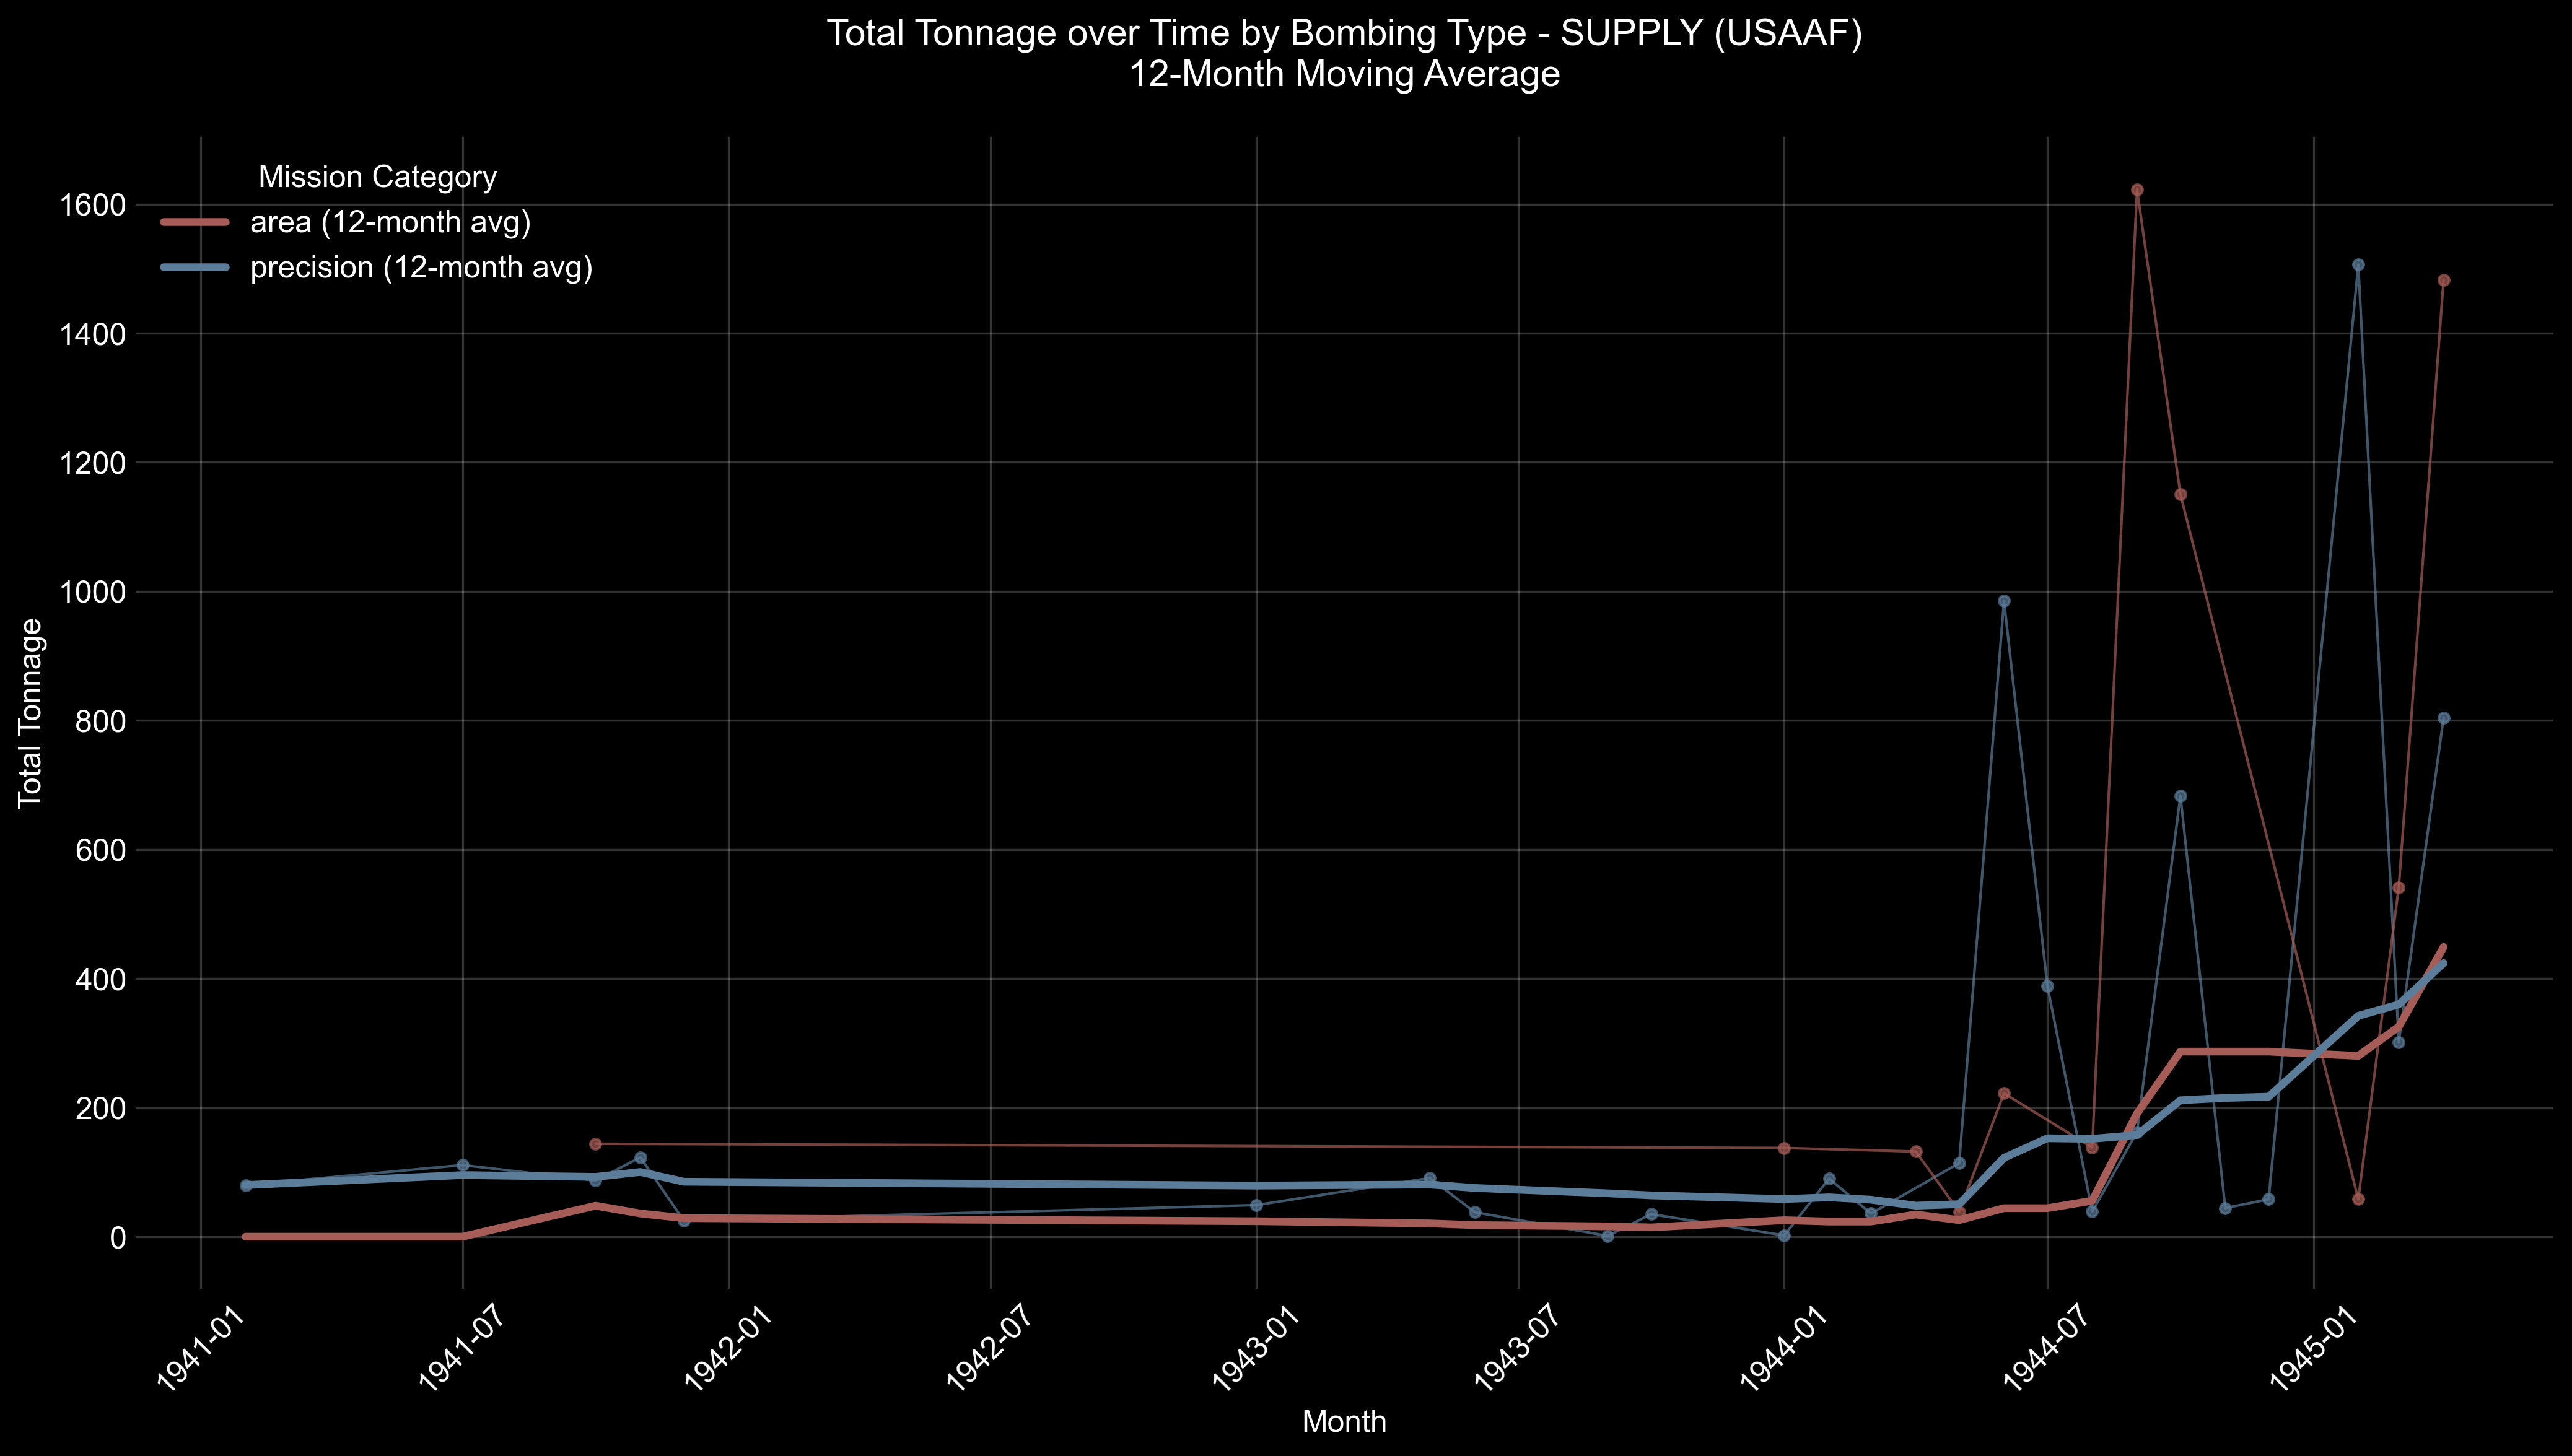 Total Tonnage over Time by Bombing Type - SUPPLY (USAAF)
12-Month Moving Average
Mission Category
area (12-month avg)
precision (12-month avg)
Total Tonnage
1600
1400
1200
1000
800
600
400
200
0
1941-01
1941-07
1942-01
1942-07
1943-01
1943-07
1944-01
1944-07
1945-01
Month